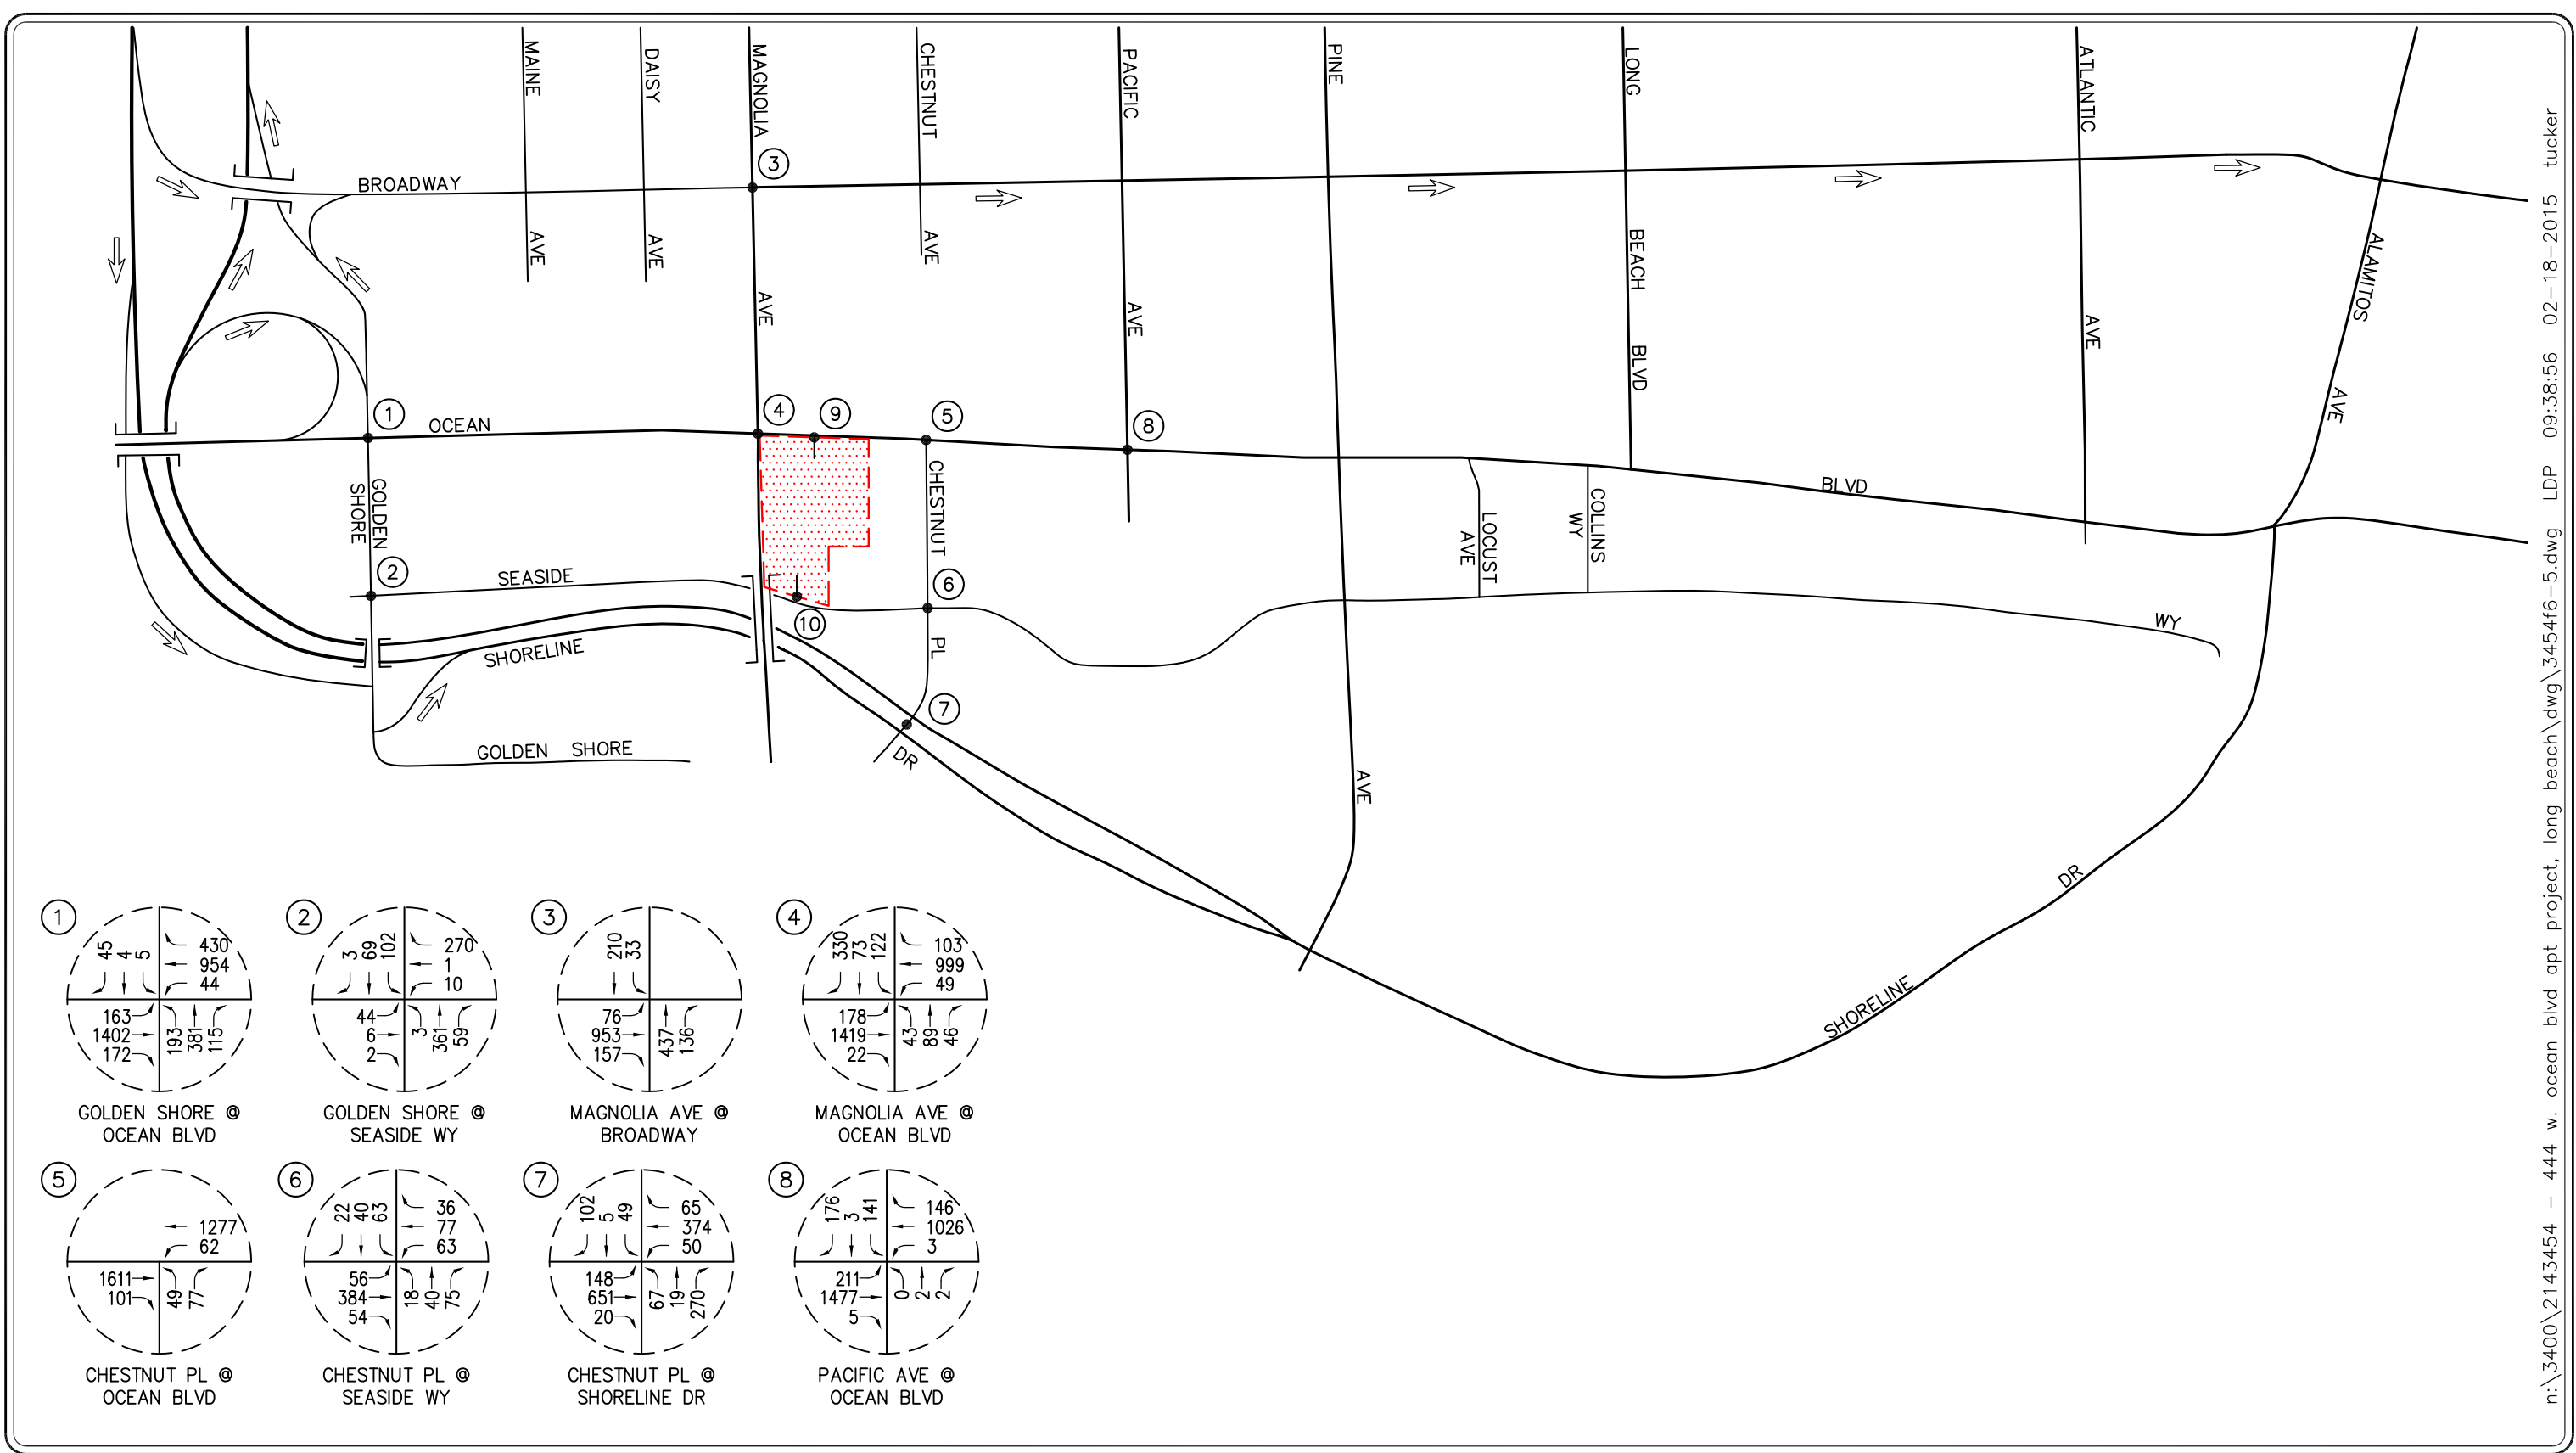 MAINE
AVE
DAISY
AVE
MAGNOLIA
AVE
CHESTNUT
AVE
PACIFIC
AVE
PINE
AVE
LONG
BEACH
BLVD
ATLANTIC
AVE
ALAMITOS
AVE
BROADWAY
3
1
OCEAN
4
9
5
8
BLVD
GOLDEN
SHORE
CHESTNUT
PL
LOCUST
AVE
COLLINS
WY
2
SEASIDE
6
10
WY
SHORELINE
7
DR
GOLDEN SHORE
DR
SHORELINE
1
45
4
5
430
954
44
163
1402
172
193
381
115
GOLDEN SHORE @
OCEAN BLVD
2
3
69
102
270
1
10
44
6
2
3
361
59
GOLDEN SHORE @
SEASIDE WY
3
210
33
76
953
157
437
136
MAGNOLIA AVE @
BROADWAY
4
330
73
122
103
999
49
178
1419
22
43
89
46
MAGNOLIA AVE @
OCEAN BLVD
5
1277
62
1611
101
49
77
CHESTNUT PL @
OCEAN BLVD
6
22
40
63
36
77
63
56
384
54
18
40
75
CHESTNUT PL @
SEASIDE WY
7
102
5
49
65
374
50
148
651
20
67
19
270
CHESTNUT PL @
SHORELINE DR
8
176
3
141
146
1026
3
211
1477
5
0
2
2
PACIFIC AVE @
OCEAN BLVD
n:\3400\2143454 - 444 w. ocean blvd apt project, long beach\dwg\3454f6-5.dwg LDP 09:38:56 02-18-2015 tucker